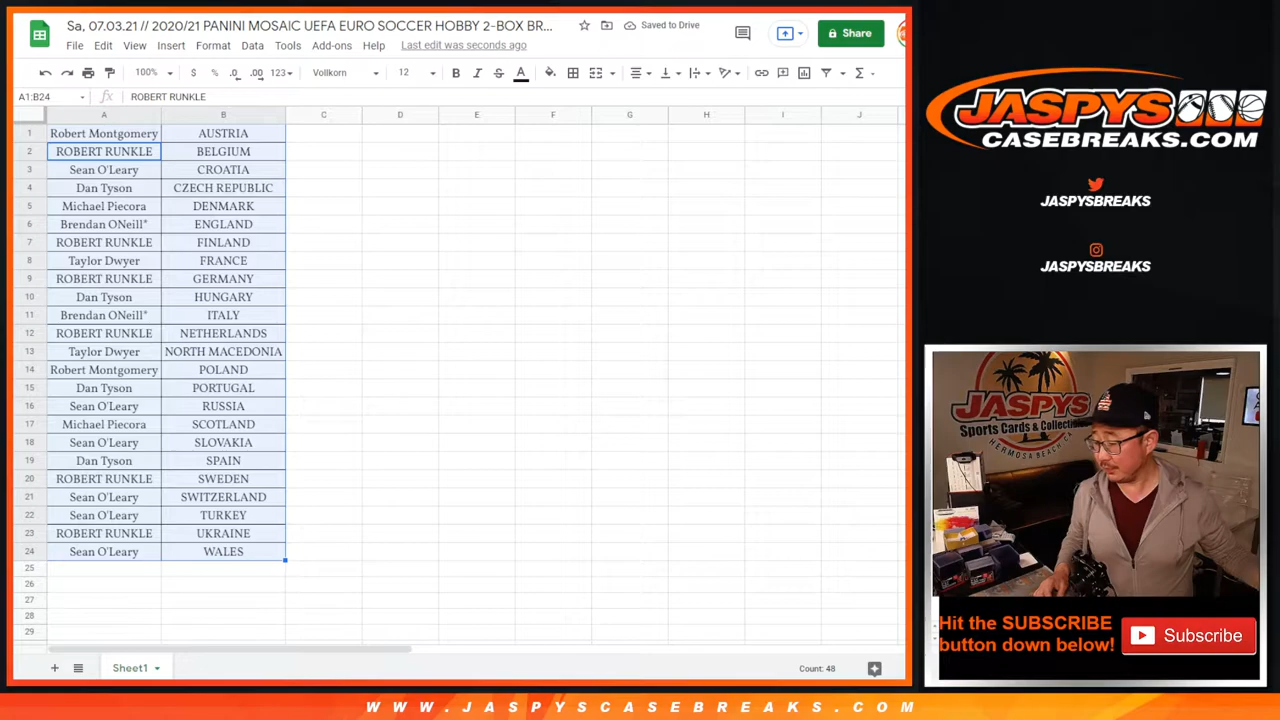 Sa, 07.03.21 // 2020/21 PANINI MOSAIC UEFA EURO SOCCER HOBBY 2-BOX BR...
Saved to Drive
Share
File Edit View Insert Format Data Tools Add-ons Help Last edit was seconds ago
100% $ % .0 .00 123 Vollkorn 12 B I S A
A1:B24 fx ROBERT RUNKLE
A B C D E F G H I J
1 Robert Montgomery AUSTRIA
2 ROBERT RUNKLE BELGIUM
3 Sean O'Leary CROATIA
4 Dan Tyson CZECH REPUBLIC
5 Michael Piecora DENMARK
6 Brendan ONeill* ENGLAND
7 ROBERT RUNKLE FINLAND
8 Taylor Dwyer FRANCE
9 ROBERT RUNKLE GERMANY
10 Dan Tyson HUNGARY
11 Brendan ONeill* ITALY
12 ROBERT RUNKLE NETHERLANDS
13 Taylor Dwyer NORTH MACEDONIA
14 Robert Montgomery POLAND
15 Dan Tyson PORTUGAL
16 Sean O'Leary RUSSIA
17 Michael Piecora SCOTLAND
18 Sean O'Leary SLOVAKIA
19 Dan Tyson SPAIN
20 ROBERT RUNKLE SWEDEN
21 Sean O'Leary SWITZERLAND
22 Sean O'Leary TURKEY
23 ROBERT RUNKLE UKRAINE
24 Sean O'Leary WALES
25
26
27
28
29
Sheet1
Count: 48
JASPYS
CASEBREAKS.COM
JASPYSBREAKS
JASPYSBREAKS
JASPYS
Sports Cards & Collectibles
HERMOSA BEACH, CA
Hit the SUBSCRIBE
button down below!
Subscribe
WWW.JASPYSCASEBREAKS.COM